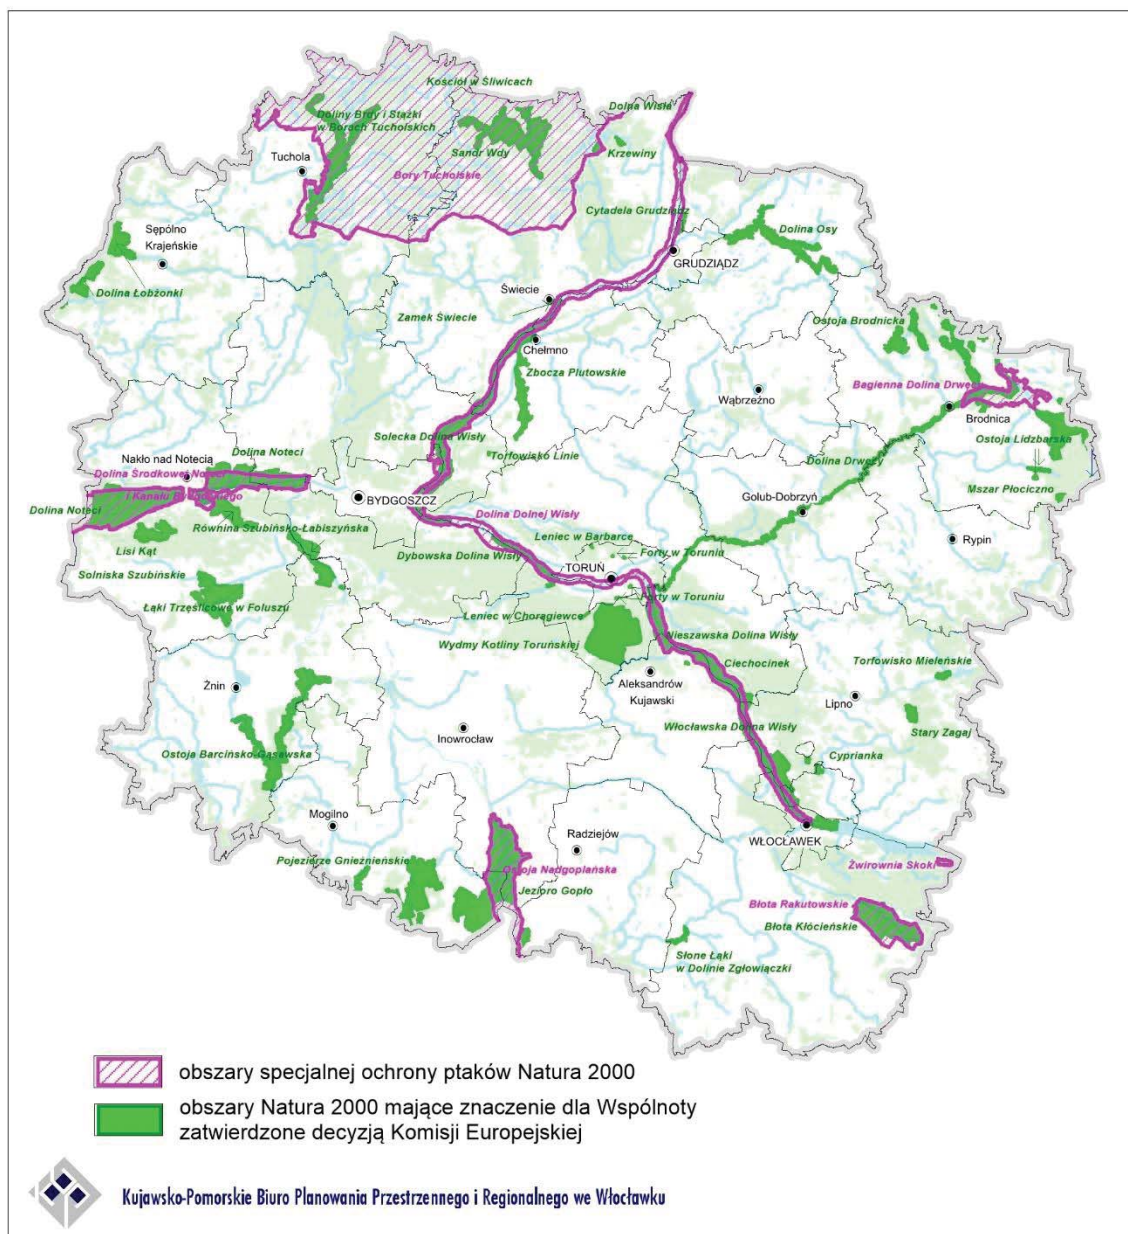 Kościół w Śliwicach
Dolna Wisła
Doliny Brdy i Stążki
w Borach Tucholskich
Krzewiny
Sandr Wdy
Tuchola
Bory Tucholskie
Cytadela Grudziądz
Dolina Osy
Sępólno
Krajeńskie
GRUDZIĄDZ
Dolina Łobżonki
Świecie
Zamek Świecie
Ostoja Brodnicka
Chełmno
Zbocza Płutowskie
Bagienna Dolina Drwęcy
Wąbrzeźno
Brodnica
Solecka Dolina Wisły
Ostoja Lidzbarska
Torfowisko Linie
Dolina Noteci
Nakło nad Notecią
Dolina Drwęcy
Dolina Środkowej Noteci
Mszar Płociczno
i Kanału Bydgoskiego
BYDGOSZCZ
Golub-Dobrzyń
Dolina Noteci
Dolina Dolnej Wisły
Równina Szubińsko-Łabiszyńska
Leniec w Barbarce
Rypin
Lisi Kąt
Dybowska Dolina Wisły
Forty w Toruniu
TORUŃ
Solniska Szubińskie
Łąki Trzęślicowe w Foluszu
Forty w Toruniu
Leniec w Chorągiewce
Nieszawska Dolina Wisły
Wydmy Kotliny Toruńskiej
Ciechocinek
Torfowisko Mieleńskie
Żnin
Aleksandrów
Kujawski
Lipno
Inowrocław
Włocławska Dolina Wisły
Stary Zagaj
Ostoja Barcińsko-Gąsawska
Cyprianka
Mogilno
Radziejów
WŁOCŁAWEK
Pojezierze Gnieźnieńskie
Ostoja Nadgoplańska
Żwirownia Skoki
Jezioro Gopło
Błota Rakutowskie
Błota Kłócieńskie
Słone Łąki
w Dolinie Zgłowiączki
obszary specjalnej ochrony ptaków Natura 2000
obszary Natura 2000 mające znaczenie dla Wspólnoty
zatwierdzone decyzją Komisji Europejskiej
Kujawsko-Pomorskie Biuro Planowania Przestrzennego i Regionalnego we Włocławku